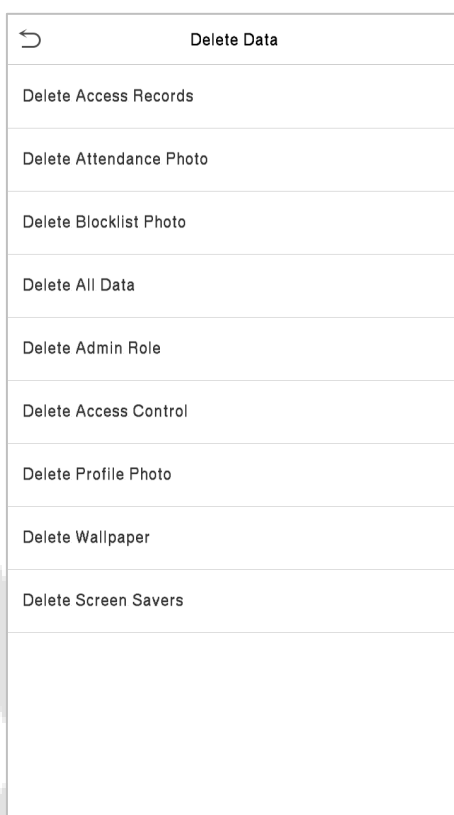 Delete Data
Delete Access Records
Delete Attendance Photo
Delete Blocklist Photo
Delete All Data
Delete Admin Role
Delete Access Control
Delete Profile Photo
Delete Wallpaper
Delete Screen Savers